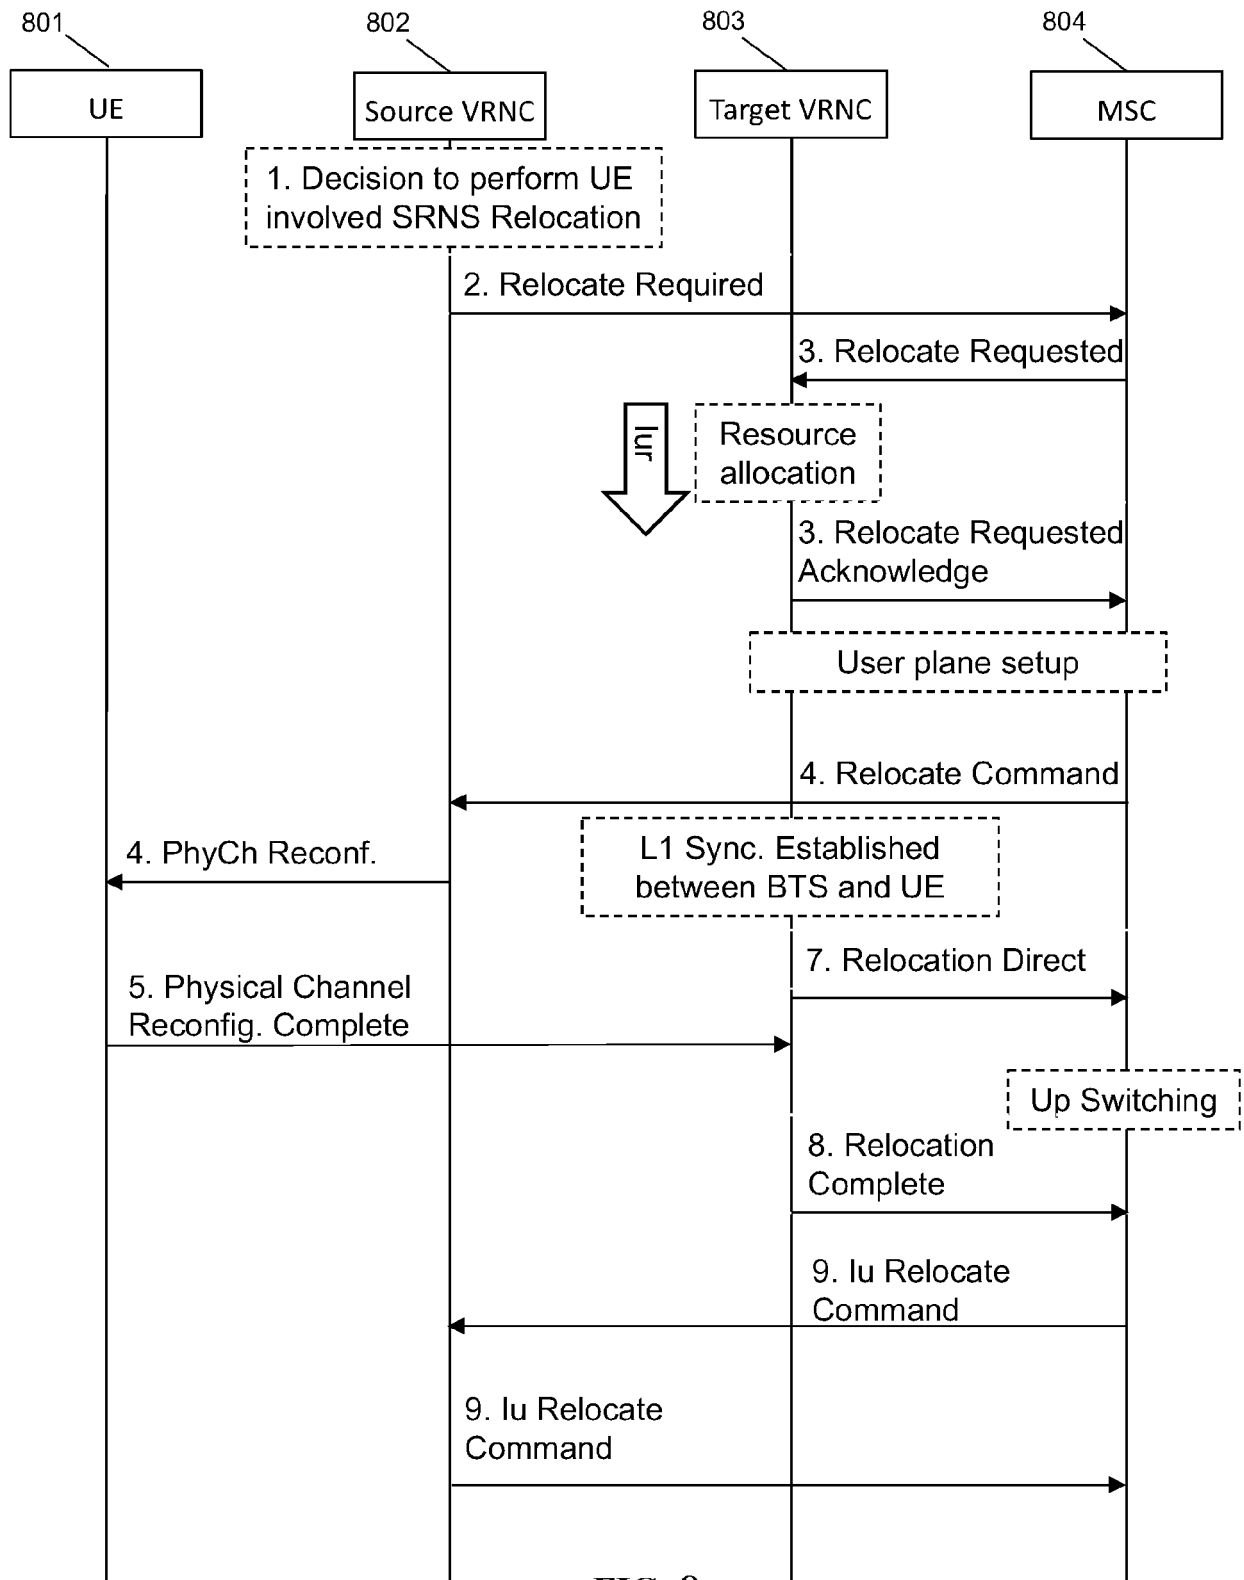 801
802
803
804
UE
Source VRNC
Target VRNC
MSC
1. Decision to perform UE
involved SRNS Relocation
2. Relocate Required
3. Relocate Requested
Iur
Resource
allocation
3. Relocate Requested
Acknowledge
User plane setup
4. Relocate Command
4. PhyCh Reconf.
L1 Sync. Established
between BTS and UE
7. Relocation Direct
5. Physical Channel
Reconfig. Complete
Up Switching
8. Relocation
Complete
9. Iu Relocate
Command
9. Iu Relocate
Command